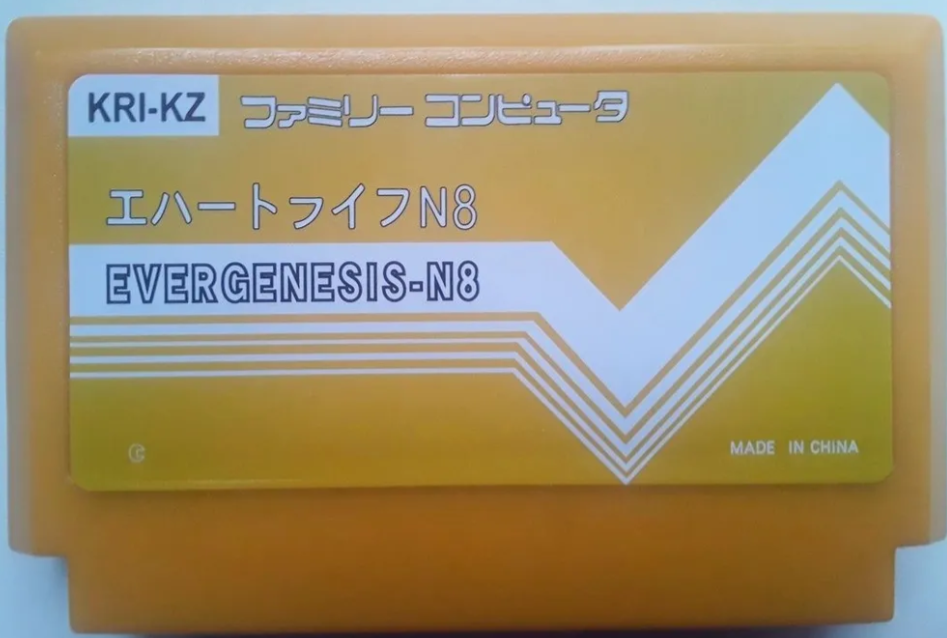 KRI-KZ
ファミリー コンピュータ
エハートフイフN8
EVERGENESIS-N8
C
MADE IN CHINA